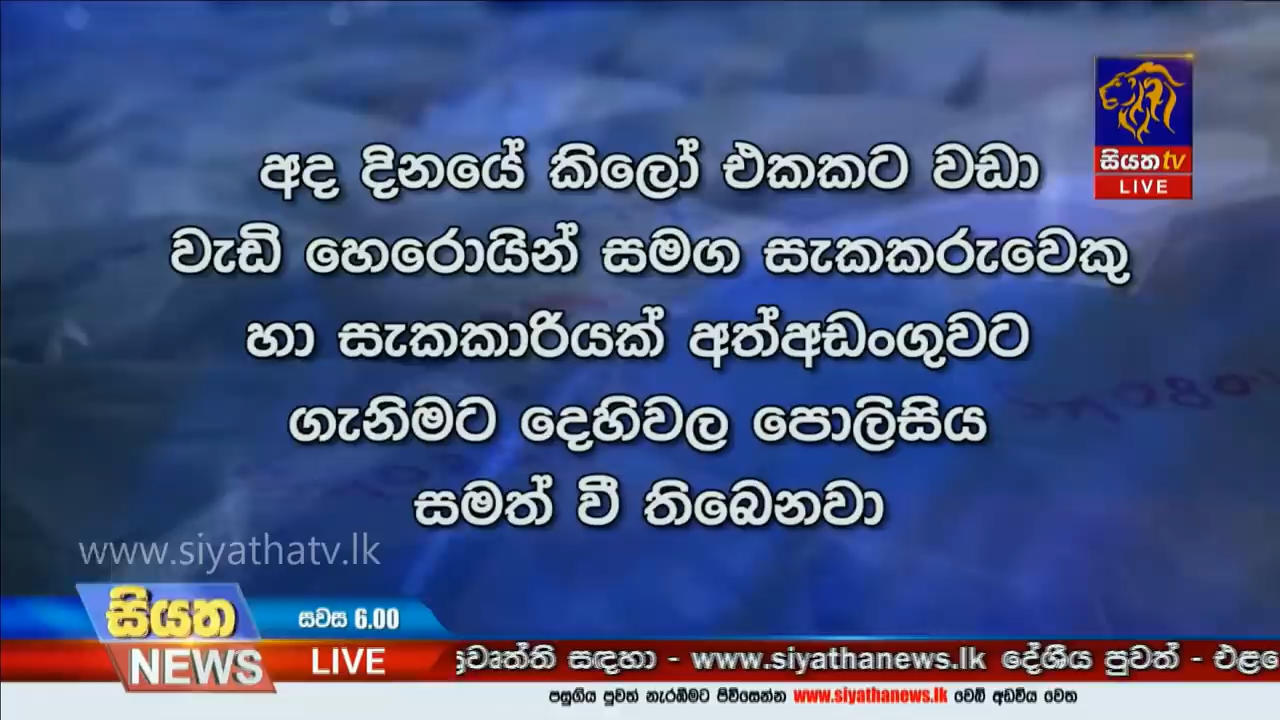 සියත tv
LIVE
අද දිනයේ කිලෝ එකකට වඩා
වැඩි හෙරොයින් සමග සැකකරුවෙකු
හා සැකකාරියක් අත්අඩංගුවට
ගැනිමට දෙහිවල පොලිසිය
සමත් වී තිබෙනවා
www.siyathatv.lk
සියත
NEWS
සවස 6.00
LIVE
- www.siyathanews.lk දේශීය පුවත් -
පසුගිය පුවත් නැරඹීමට පිවිසෙන්න www.siyathanews.lk වෙබ් අඩවිය වෙත